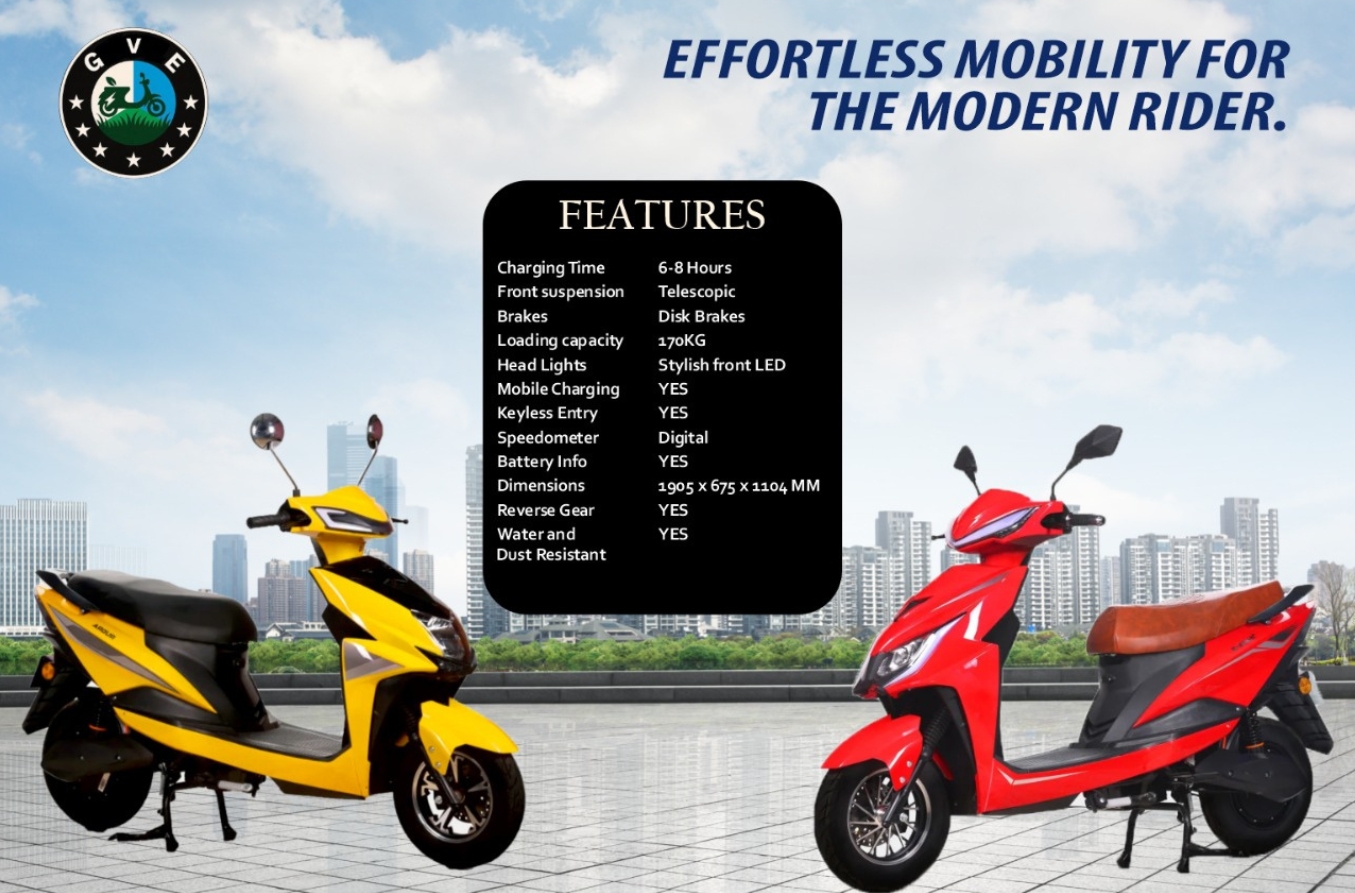 GVE
EFFORTLESS MOBILITY FOR
THE MODERN RIDER.
FEATURES
Charging Time 6-8 Hours
Front suspension Telescopic
Brakes Disk Brakes
Loading capacity 170KG
Head Lights Stylish front LED
Mobile Charging YES
Keyless Entry YES
Speedometer Digital
Battery Info YES
Dimensions 1905 x 675 x 1104 MM
Reverse Gear YES
Water and YES
Dust Resistant